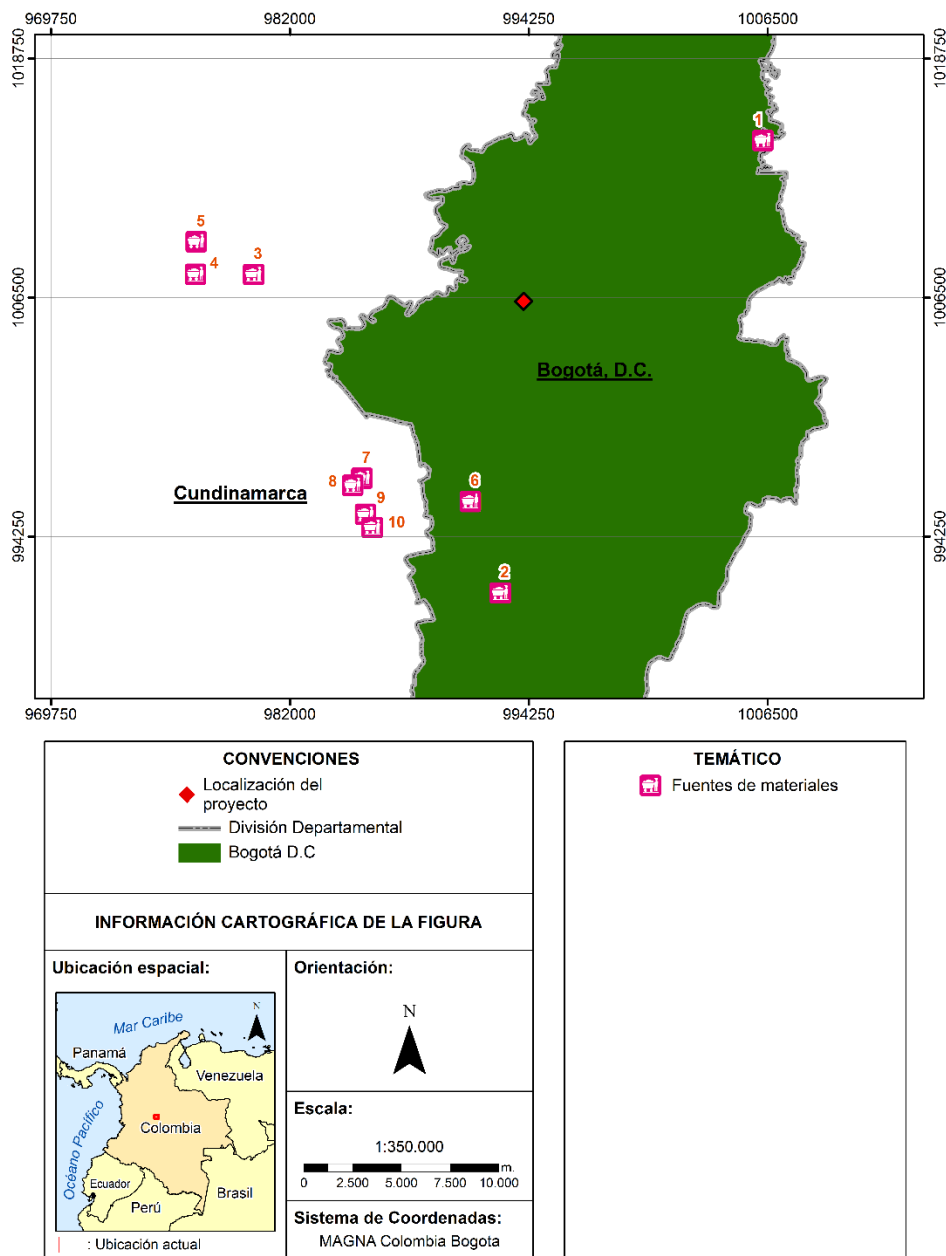 969750 982000 994250 1006500
1018750 1018750
1
5
4 3
1006500 1006500
Bogotá, D.C.
7
8
6
Cundinamarca
9
10
994250 994250
2
969750 982000 994250 1006500
CONVENCIONES
Localización del
proyecto
División Departamental
Bogotá D.C
TEMÁTICO
Fuentes de materiales
INFORMACIÓN CARTOGRÁFICA DE LA FIGURA
Ubicación espacial:
N
Mar Caribe
Panamá
Venezuela
Océano Pacífico
Colombia
Ecuador
Brasil
Perú
: Ubicación actual
Orientación:
N
Escala:
1:350.000
0 2.500 5.000 7.500 10.000 m.
Sistema de Coordenadas:
MAGNA Colombia Bogota